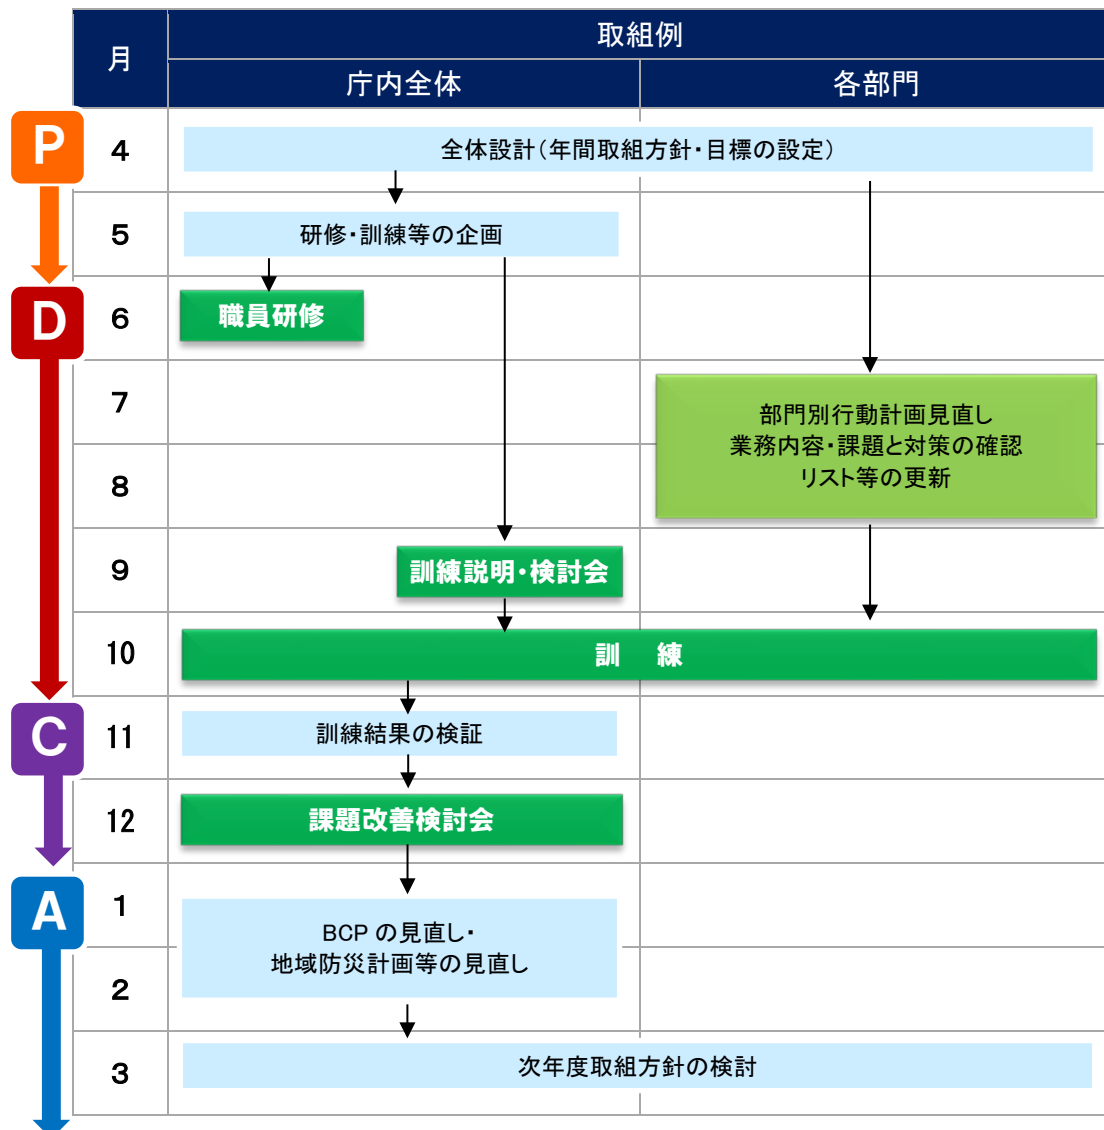 月
取組例
庁内全体
各部門
P
4
全体設計(年間取組方針・目標の設定)
5
研修・訓練等の企画
D
6
職員研修
7
部門別行動計画見直し
業務内容・課題と対策の確認
リスト等の更新
8
9
訓練説明・検討会
10
訓 練
C
11
訓練結果の検証
12
課題改善検討会
A
1
BCP の見直し・
地域防災計画等の見直し
2
3
次年度取組方針の検討